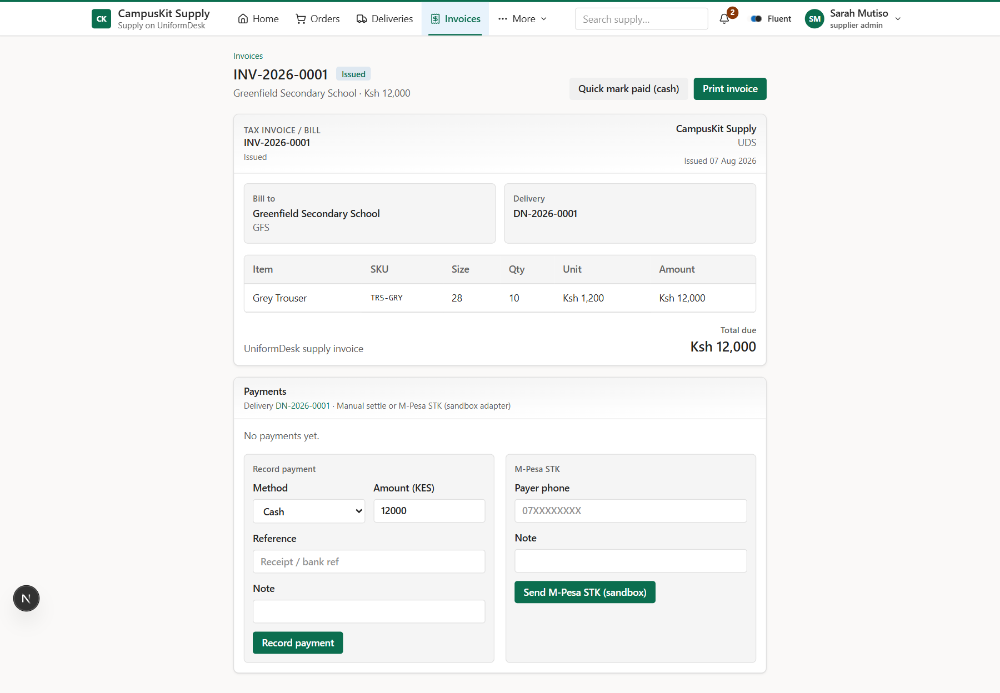 CK
CampusKit Supply
Supply on UniformDesk
Home
Orders
Deliveries
Invoices
More
Search supply...
2
Fluent
SM
Sarah Mutiso
supplier admin
Invoices
INV-2026-0001
Issued
Greenfield Secondary School · Ksh 12,000
Quick mark paid (cash)
Print invoice
TAX INVOICE / BILL
INV-2026-0001
Issued
CampusKit Supply
UDS
Issued 07 Aug 2026
Bill to
Greenfield Secondary School
GFS
Delivery
DN-2026-0001
Item SKU Size Qty Unit Amount
Grey Trouser TRS-GRY 28 10 Ksh 1,200 Ksh 12,000
Total due
Ksh 12,000
UniformDesk supply invoice
Payments
Delivery DN-2026-0001 · Manual settle or M-Pesa STK (sandbox adapter)
No payments yet.
Record payment
Method
Amount (KES)
Cash
12000
Reference
Receipt / bank ref
Note
Record payment
M-Pesa STK
Payer phone
07XXXXXXXX
Note
Send M-Pesa STK (sandbox)
N